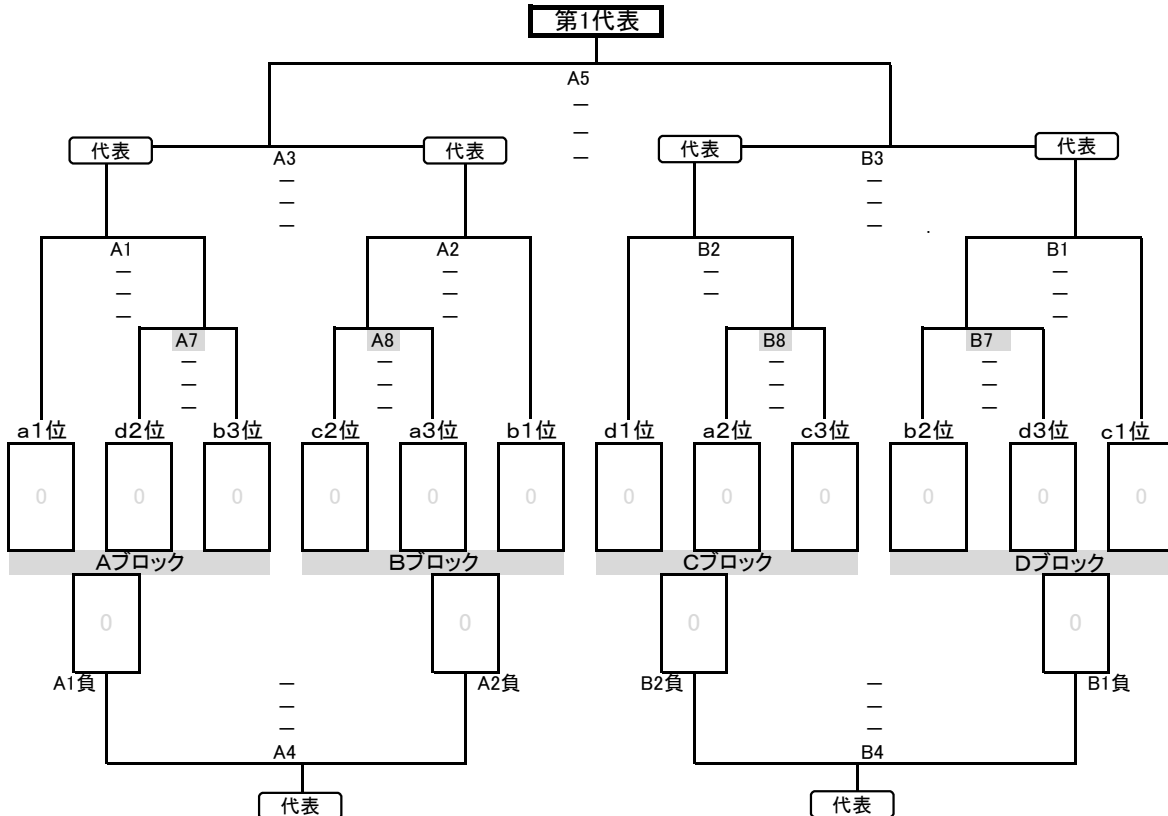 第1代表
A5
―
―
―
代表
代表
代表
代表
A3
B3
―
―
―
―
―
―
.
A1
A2
B2
B1
―
―
―
―
―
―
―
―
―
―
―
A7
A8
B8
B7
―
―
―
―
―
―
―
―
―
―
―
―
a1位
d2位
b3位
c2位
a3位
b1位
d1位
a2位
c3位
b2位
d3位
c1位
0
0
0
0
0
0
0
0
0
0
0
0
Aブロック
Bブロック
Cブロック
Dブロック
0
0
0
0
A1負
A2負
B2負
B1負
―
―
―
―
―
―
A4
B4
代表
代表